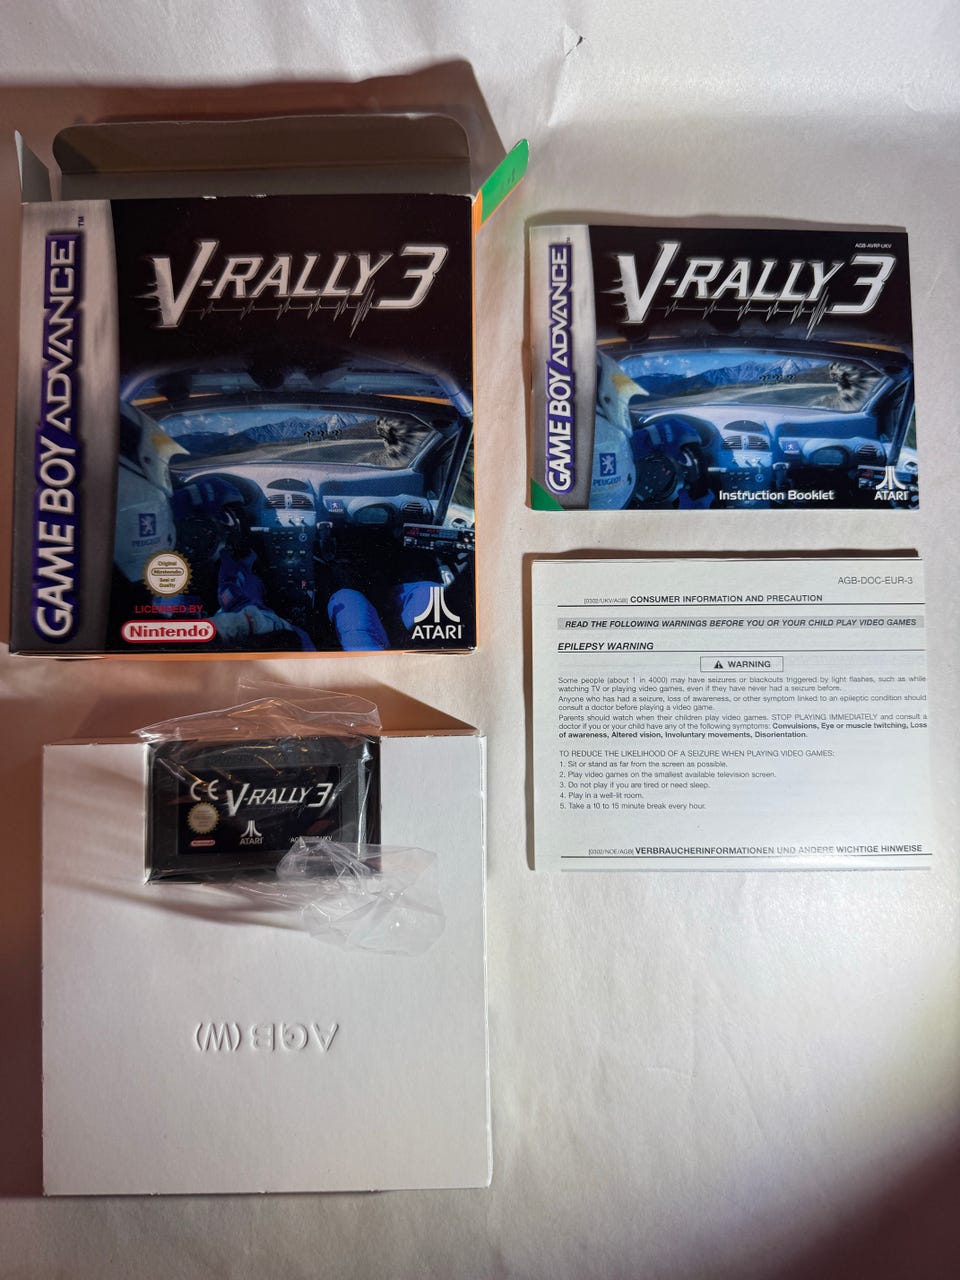 GAME BOY ADVANCE
TM
V-RALLY 3
PEUGEOT
Original
Nintendo
Seal of
Quality
LICENSED BY
Nintendo
ATARI
AGB-AVRP-UKV
GAME BOY ADVANCE
V-RALLY 3
PEUGEOT
Instruction Booklet
ATARI
AGB-DOC-EUR-3
[0302/UKV/AGB] CONSUMER INFORMATION AND PRECAUTION
READ THE FOLLOWING WARNINGS BEFORE YOU OR YOUR CHILD PLAY VIDEO GAMES
EPILEPSY WARNING
WARNING
Some people (about 1 in 4000) may have seizures or blackouts triggered by light flashes, such as while
watching TV or playing video games, even if they have never had a seizure before.
Anyone who has had a seizure, loss of awareness, or other symptom linked to an epileptic condition should
consult a doctor before playing a video game.
Parents should watch when their children play video games. STOP PLAYING IMMEDIATELY and consult a
doctor if you or your child have any of the following symptoms: Convulsions, Eye or muscle twitching, Loss
of awareness, Altered vision, Involuntary movements, Disorientation.
TO REDUCE THE LIKELIHOOD OF A SEIZURE WHEN PLAYING VIDEO GAMES:
1. Sit or stand as far from the screen as possible.
2. Play video games on the smallest available television screen.
3. Do not play if you are tired or need sleep.
4. Play in a well-lit room.
5. Take a 10 to 15 minute break every hour.
[0302/NOE/AGB] VERBRAUCHERINFORMATIONEN UND ANDERE WICHTIGE HINWEISE
CE
V-RALLY 3
ATARI
AGB (W)